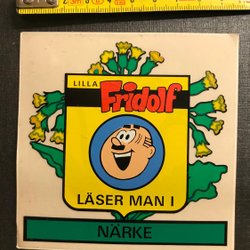 LILLA
Fridolf
LÄSER MAN I
NÄRKE